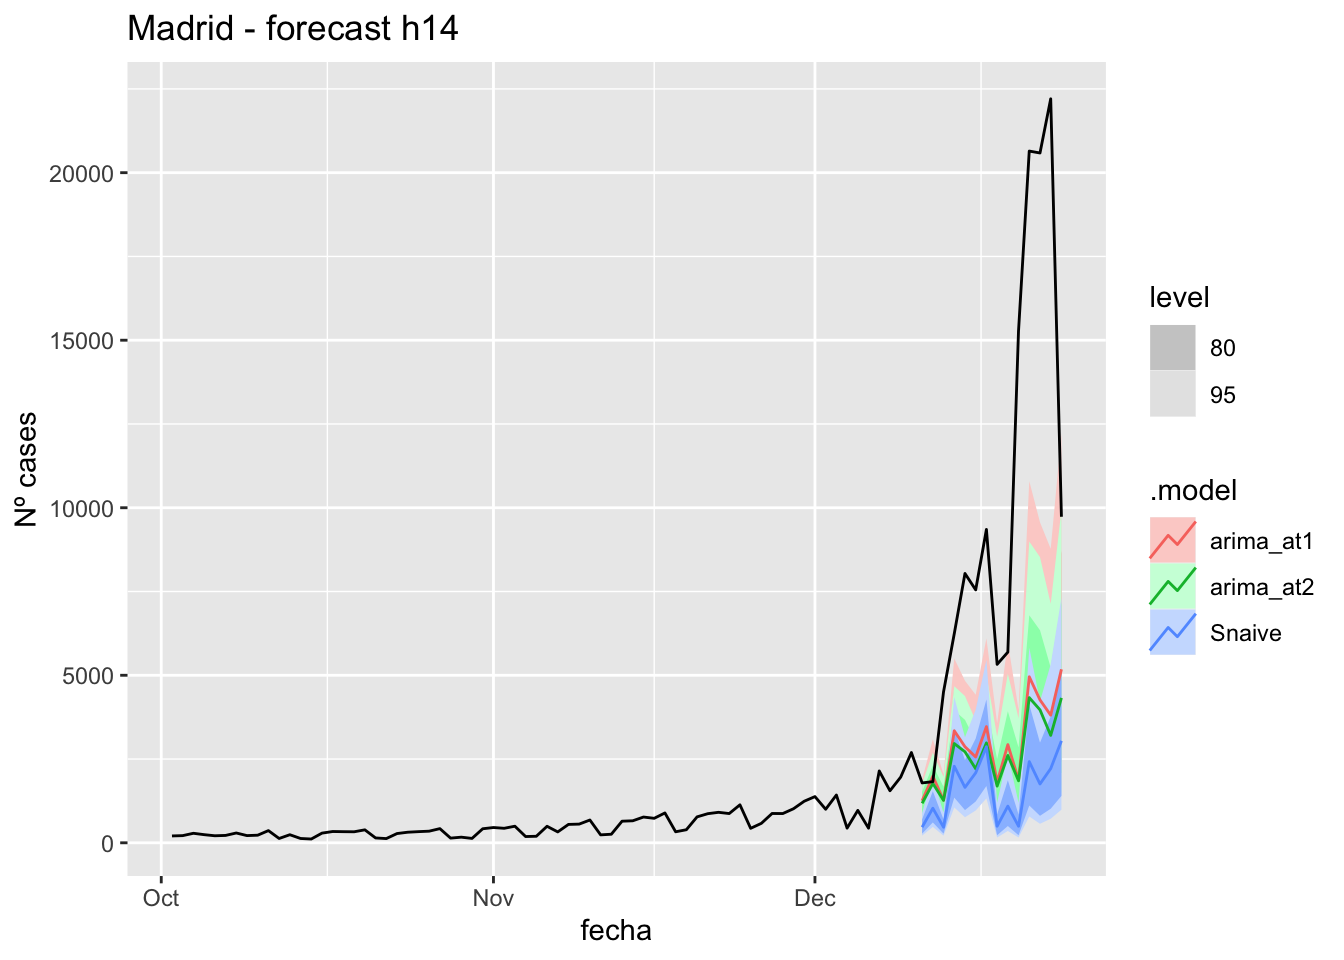 Madrid - forecast h14
Nº cases
20000
15000
10000
5000
0
Oct
Nov
Dec
fecha
level
80
95
.model
arima_at1
arima_at2
Snaive